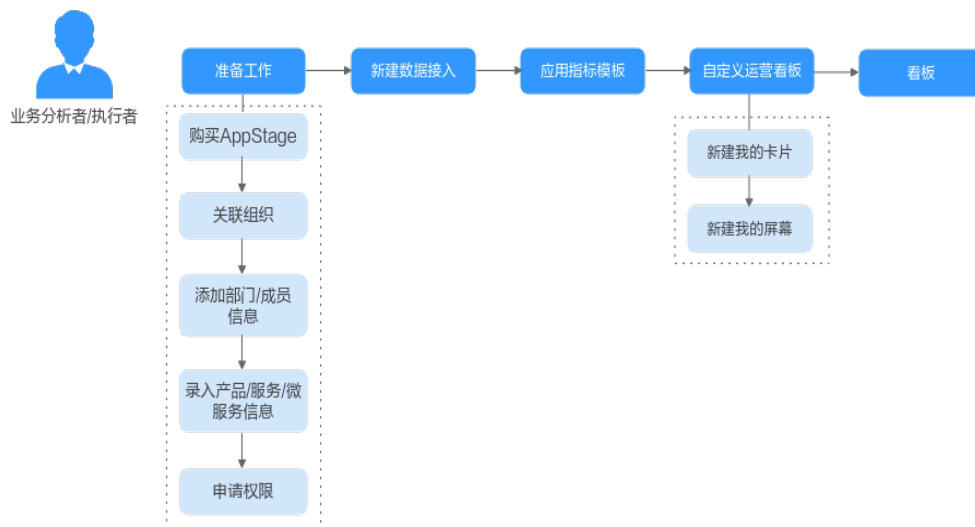 业务分析者/执行者
准备工作
新建数据接入
应用指标模板
自定义运营看板
看板
购买AppStage
关联组织
添加部门/成员
信息
录入产品/服务/微
服务信息
申请权限
新建我的卡片
新建我的屏幕